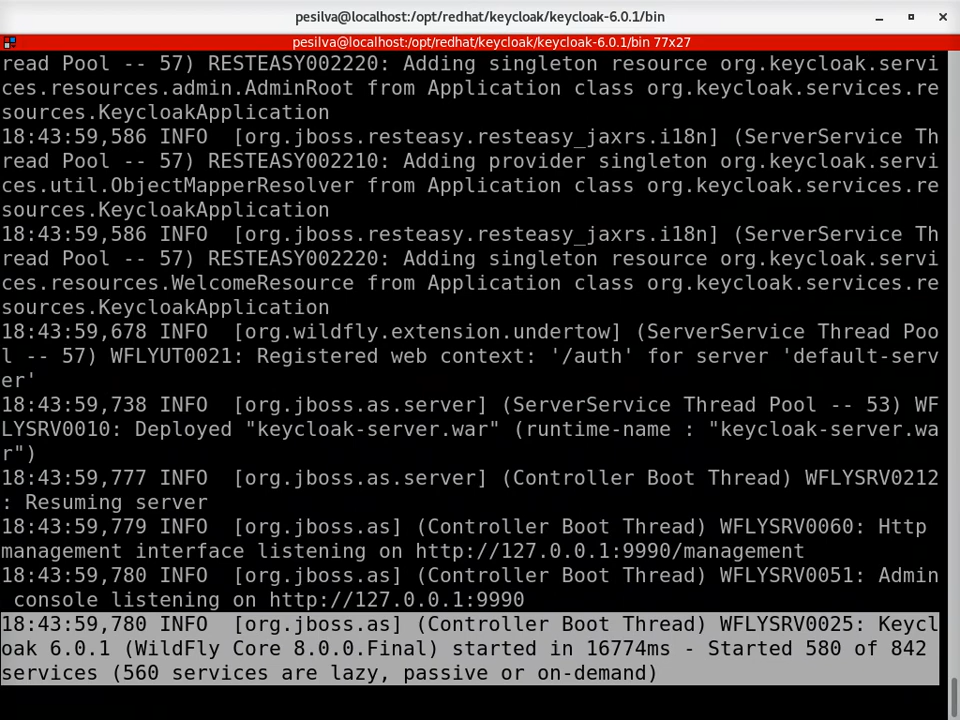 pesilva@localhost:/opt/redhat/keycloak/keycloak-6.0.1/bin
pesilva@localhost:/opt/redhat/keycloak/keycloak-6.0.1/bin 77x27
read Pool -- 57) RESTEASY002220: Adding singleton resource org.keycloak.servi
ces.resources.admin.AdminRoot from Application class org.keycloak.services.re
sources.KeycloakApplication
18:43:59,586 INFO  [org.jboss.resteasy.resteasy_jaxrs.i18n] (ServerService Th
read Pool -- 57) RESTEASY002210: Adding provider singleton org.keycloak.servi
ces.util.ObjectMapperResolver from Application class org.keycloak.services.re
sources.KeycloakApplication
18:43:59,586 INFO  [org.jboss.resteasy.resteasy_jaxrs.i18n] (ServerService Th
read Pool -- 57) RESTEASY002220: Adding singleton resource org.keycloak.servi
ces.resources.WelcomeResource from Application class org.keycloak.services.re
sources.KeycloakApplication
18:43:59,678 INFO  [org.wildfly.extension.undertow] (ServerService Thread Poo
l -- 57) WFLYUT0021: Registered web context: '/auth' for server 'default-serv
er'
18:43:59,738 INFO  [org.jboss.as.server] (ServerService Thread Pool -- 53) WF
LYSRV0010: Deployed "keycloak-server.war" (runtime-name : "keycloak-server.wa
r")
18:43:59,777 INFO  [org.jboss.as.server] (Controller Boot Thread) WFLYSRV0212
: Resuming server
18:43:59,779 INFO  [org.jboss.as] (Controller Boot Thread) WFLYSRV0060: Http 
management interface listening on http://127.0.0.1:9990/management
18:43:59,780 INFO  [org.jboss.as] (Controller Boot Thread) WFLYSRV0051: Admin
 console listening on http://127.0.0.1:9990
18:43:59,780 INFO  [org.jboss.as] (Controller Boot Thread) WFLYSRV0025: Keycl
oak 6.0.1 (WildFly Core 8.0.0.Final) started in 16774ms - Started 580 of 842 
services (560 services are lazy, passive or on-demand)